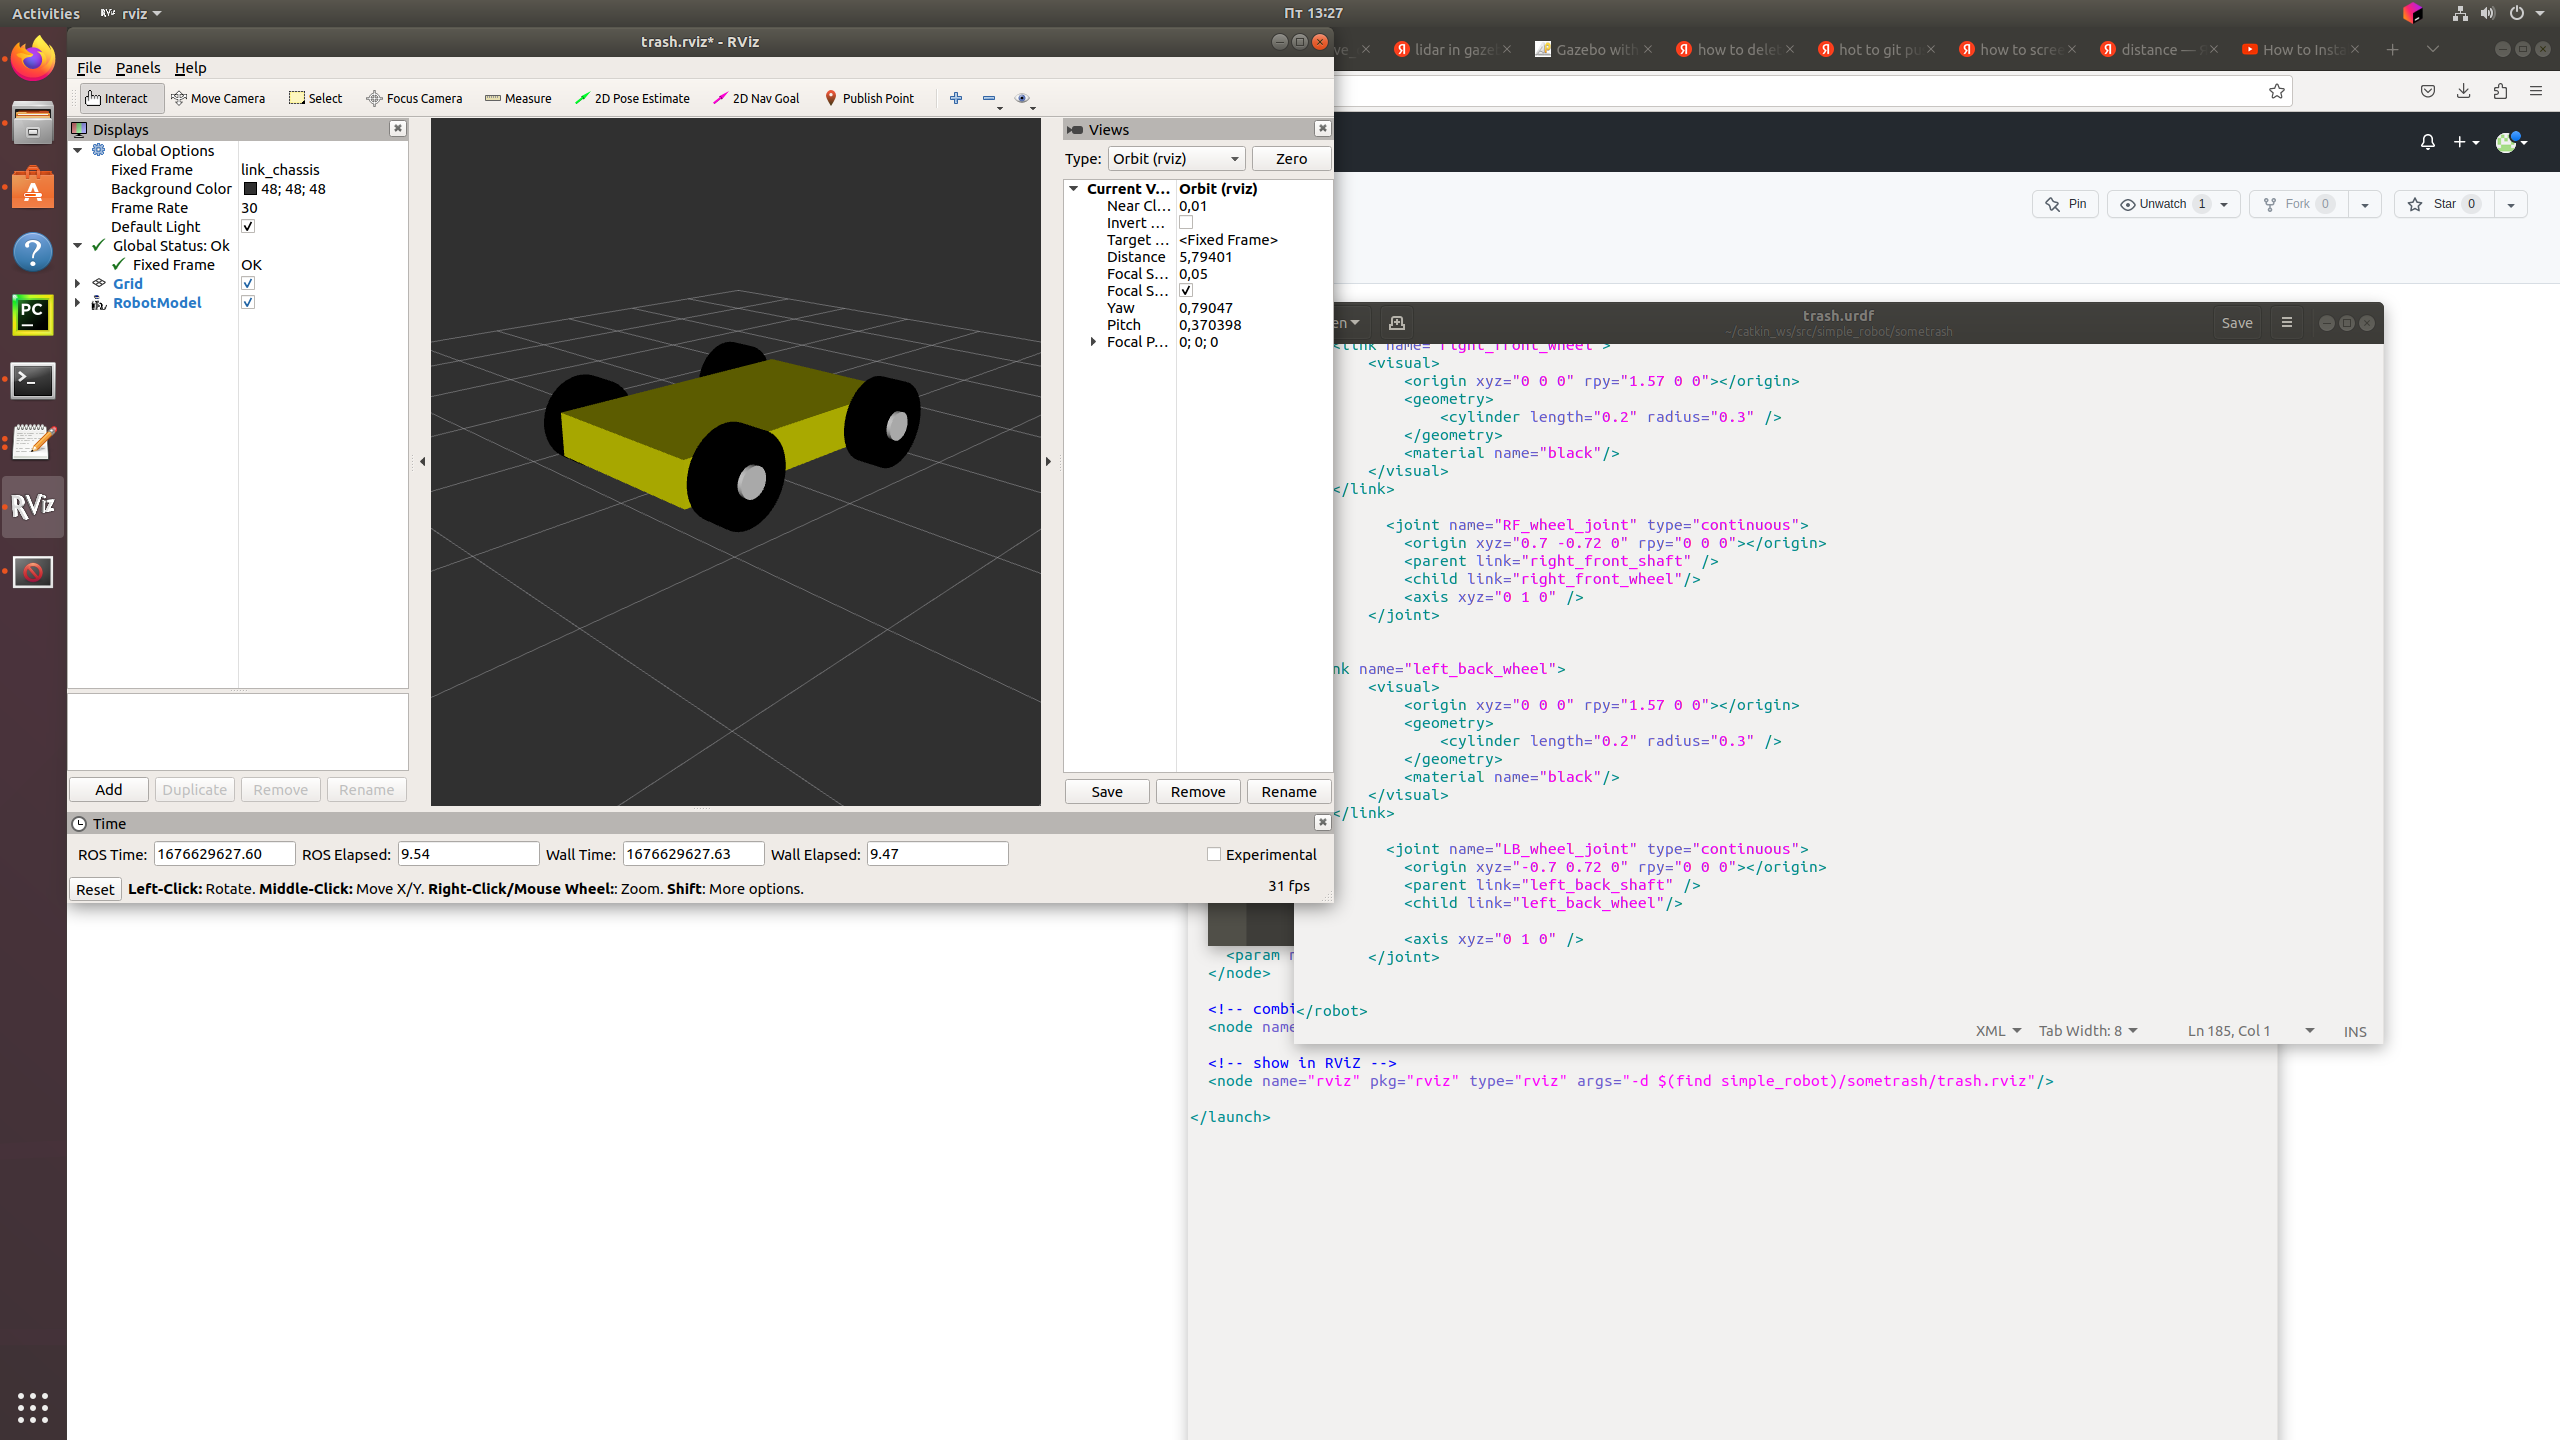 Activities
rviz
Пт 13:27
trash.rviz* - RViz
File Panels Help
Interact Move Camera Select Focus Camera Measure 2D Pose Estimate 2D Nav Goal Publish Point
Displays
Global Options
Fixed Frame link_chassis
Background Color 48; 48; 48
Frame Rate 30
Default Light
Global Status: Ok
Fixed Frame OK
Grid
RobotModel
Add Duplicate Remove Rename
Views
Type: Orbit (rviz) Zero
Current V... Orbit (rviz)
Near Cl... 0,01
Invert ...
Target ... <Fixed Frame>
Distance 5,79401
Focal S... 0,05
Focal S...
Yaw 0,79047
Pitch 0,370398
Focal P... 0; 0; 0
Save Remove Rename
Time
ROS Time: 1676629627.60 ROS Elapsed: 9.54 Wall Time: 1676629627.63 Wall Elapsed: 9.47 Experimental
Reset Left-Click: Rotate. Middle-Click: Move X/Y. Right-Click/Mouse Wheel:: Zoom. Shift: More options. 31 fps
PC
RViz
lidar in gaze
Gazebo with
how to dele
hot to git pu
how to scre
distance —
How to Insta
Pin
Unwatch 1
Fork 0
Star 0
trash.urdf
~/catkin_ws/src/simple_robot/sometrash
Save
<link name="right_front_wheel">
<visual>
<origin xyz="0 0 0" rpy="1.57 0 0"></origin>
<geometry>
<cylinder length="0.2" radius="0.3" />
</geometry>
<material name="black"/>
</visual>
</link>
<joint name="RF_wheel_joint" type="continuous">
<origin xyz="0.7 -0.72 0" rpy="0 0 0"></origin>
<parent link="right_front_shaft" />
<child link="right_front_wheel"/>
<axis xyz="0 1 0" />
</joint>
nk name="left_back_wheel">
<visual>
<origin xyz="0 0 0" rpy="1.57 0 0"></origin>
<geometry>
<cylinder length="0.2" radius="0.3" />
</geometry>
<material name="black"/>
</visual>
</link>
<joint name="LB_wheel_joint" type="continuous">
<origin xyz="-0.7 0.72 0" rpy="0 0 0"></origin>
<parent link="left_back_shaft" />
<child link="left_back_wheel"/>
<axis xyz="0 1 0" />
</joint>
</robot>
XML Tab Width: 8 Ln 185, Col 1 INS
<param
</node>
<!-- combi
<node name
<!-- show in RViZ -->
<node name="rviz" pkg="rviz" type="rviz" args="-d $(find simple_robot)/sometrash/trash.rviz"/>
</launch>